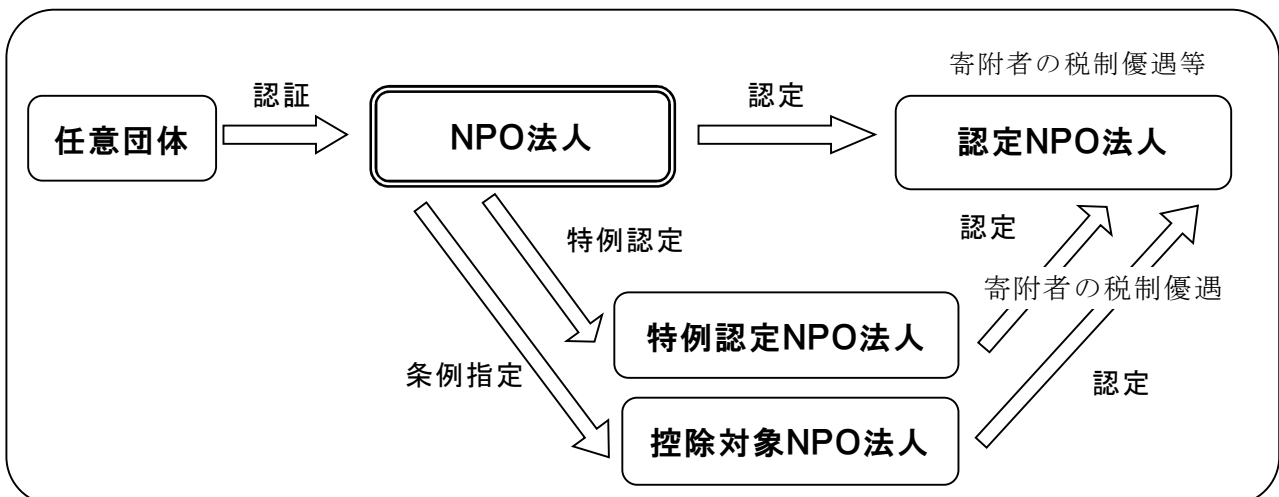 寄附者の税制優遇等
認証
認定
任意団体
NPO法人
認定NPO法人
特例認定
認定
寄附者の税制優遇
特例認定NPO法人
条例指定
認定
控除対象NPO法人